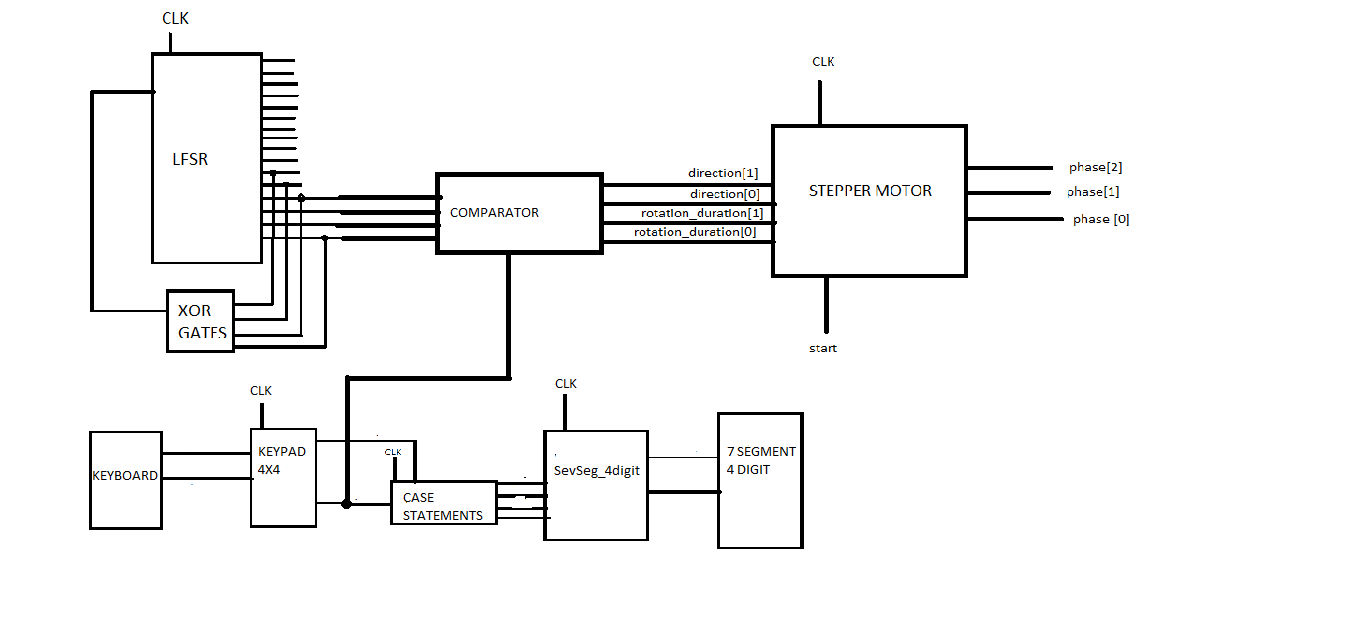 CLK
LFSR
XOR
GATES
COMPARATOR
direction[1]
direction[0]
rotation_duration[1]
rotation_duration[0]
CLK
STEPPER MOTOR
phase[2]
phase[1]
phase [0]
start
KEYBOARD
CLK
KEYPAD
4X4
CLK
CASE
STATEMENTS
CLK
SevSeg_4digit
7 SEGMENT
4 DIGIT